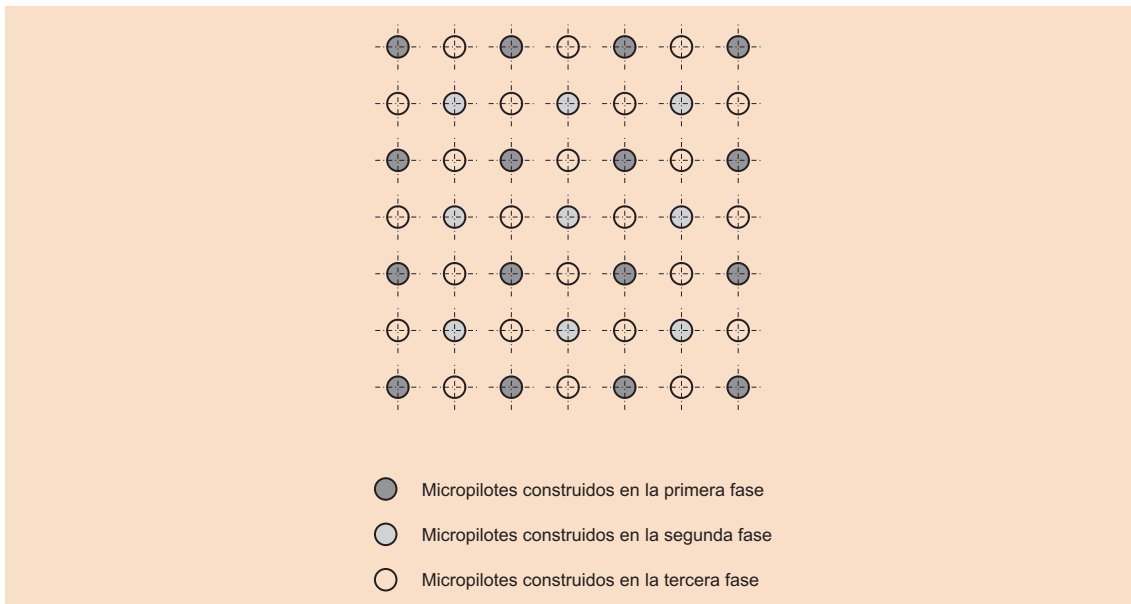 Micropilotes construidos en la primera fase
Micropilotes construidos en la segunda fase
Micropilotes construidos en la tercera fase